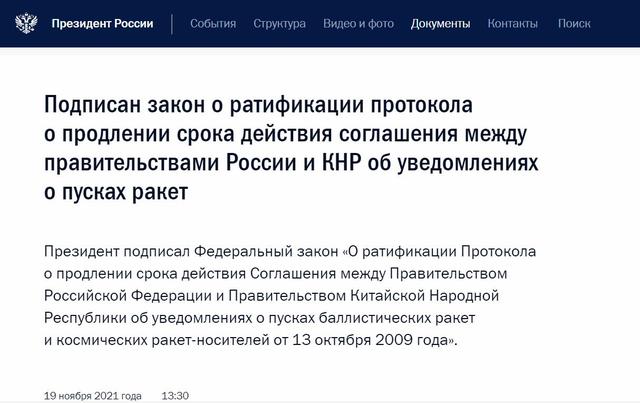 Президент России События Структура Видео и фото Документы Контакты Поиск
Подписан закон о ратификации протокола
о продлении срока действия соглашения между
правительствами России и КНР об уведомлениях
о пусках ракет
Президент подписал Федеральный закон «О ратификации Протокола
о продлении срока действия Соглашения между Правительством
Российской Федерации и Правительством Китайской Народной
Республики об уведомлениях о пусках баллистических ракет
и космических ракет-носителей от 13 октября 2009 года».
19 ноября 2021 года 13:30